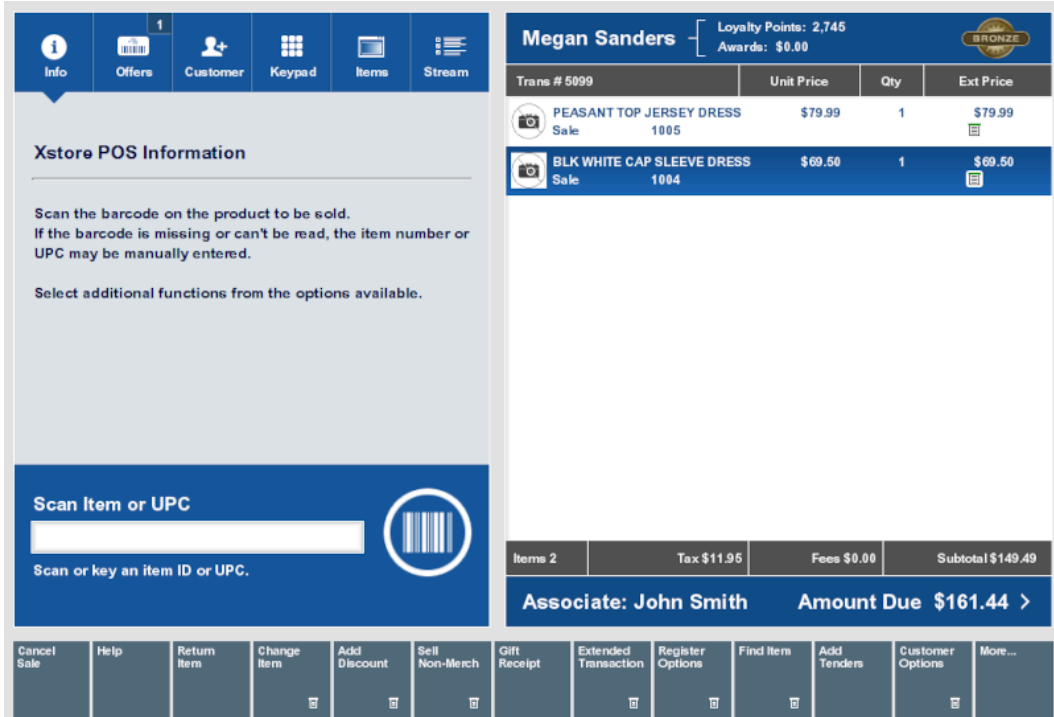 1
Info
Offers
Customer
Keypad
Items
Stream
Xstore POS Information
Scan the barcode on the product to be sold.
If the barcode is missing or can't be read, the item number or
UPC may be manually entered.
Select additional functions from the options available.
Scan Item or UPC
Scan or key an item ID or UPC.
Megan Sanders
Loyalty Points: 2,745
Awards: $0.00
BRONZE
Trans # 5099 Unit Price Qty Ext Price
PEASANT TOP JERSEY DRESS $79.99 1 $79.99
Sale 1005
BLK WHITE CAP SLEEVE DRESS $69.50 1 $69.50
Sale 1004
Items 2 Tax $11.95 Fees $0.00 Subtotal $149.49
Associate: John Smith Amount Due $161.44 >
Cancel
Sale
Help
Return
Item
Change
Item
Add
Discount
Sell
Non-Merch
Gift
Receipt
Extended
Transaction
Register
Options
Find Item
Add
Tenders
Customer
Options
More...